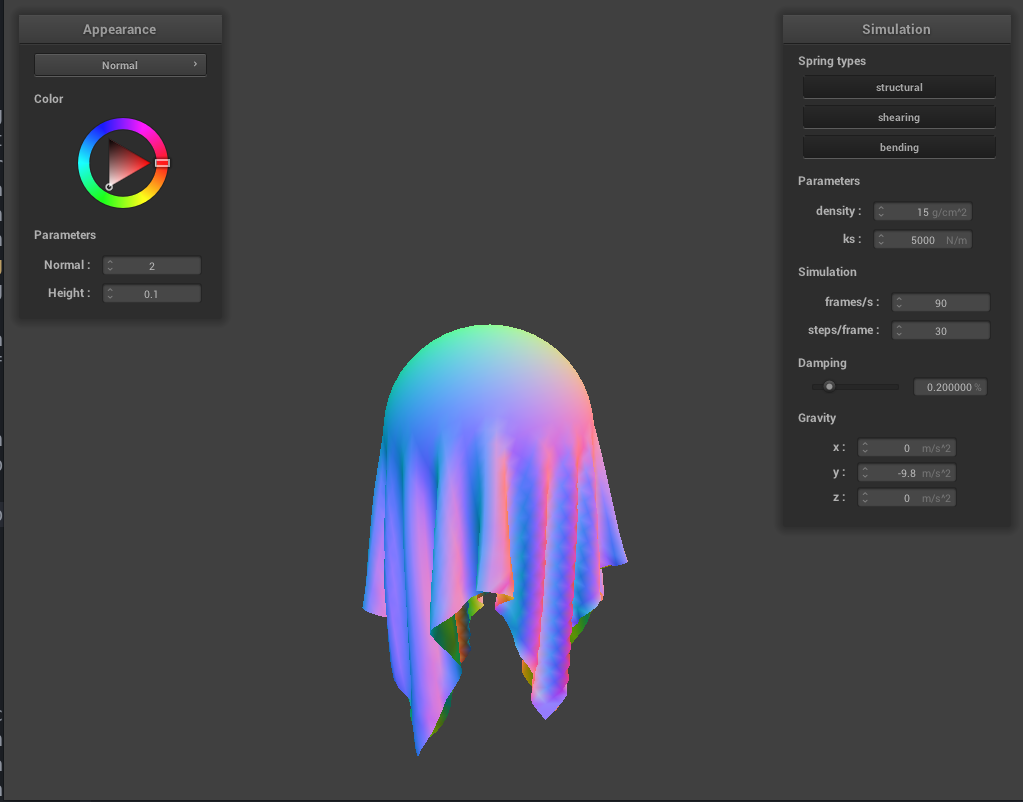 Appearance
Normal
Color
Parameters
Normal : 2
Height : 0.1
Simulation
Spring types
structural
shearing
bending
Parameters
density : 15 g/cm^2
ks : 5000 N/m
Simulation
frames/s : 90
steps/frame : 30
Damping
0.200000 %
Gravity
x : 0 m/s^2
y : -9.8 m/s^2
z : 0 m/s^2